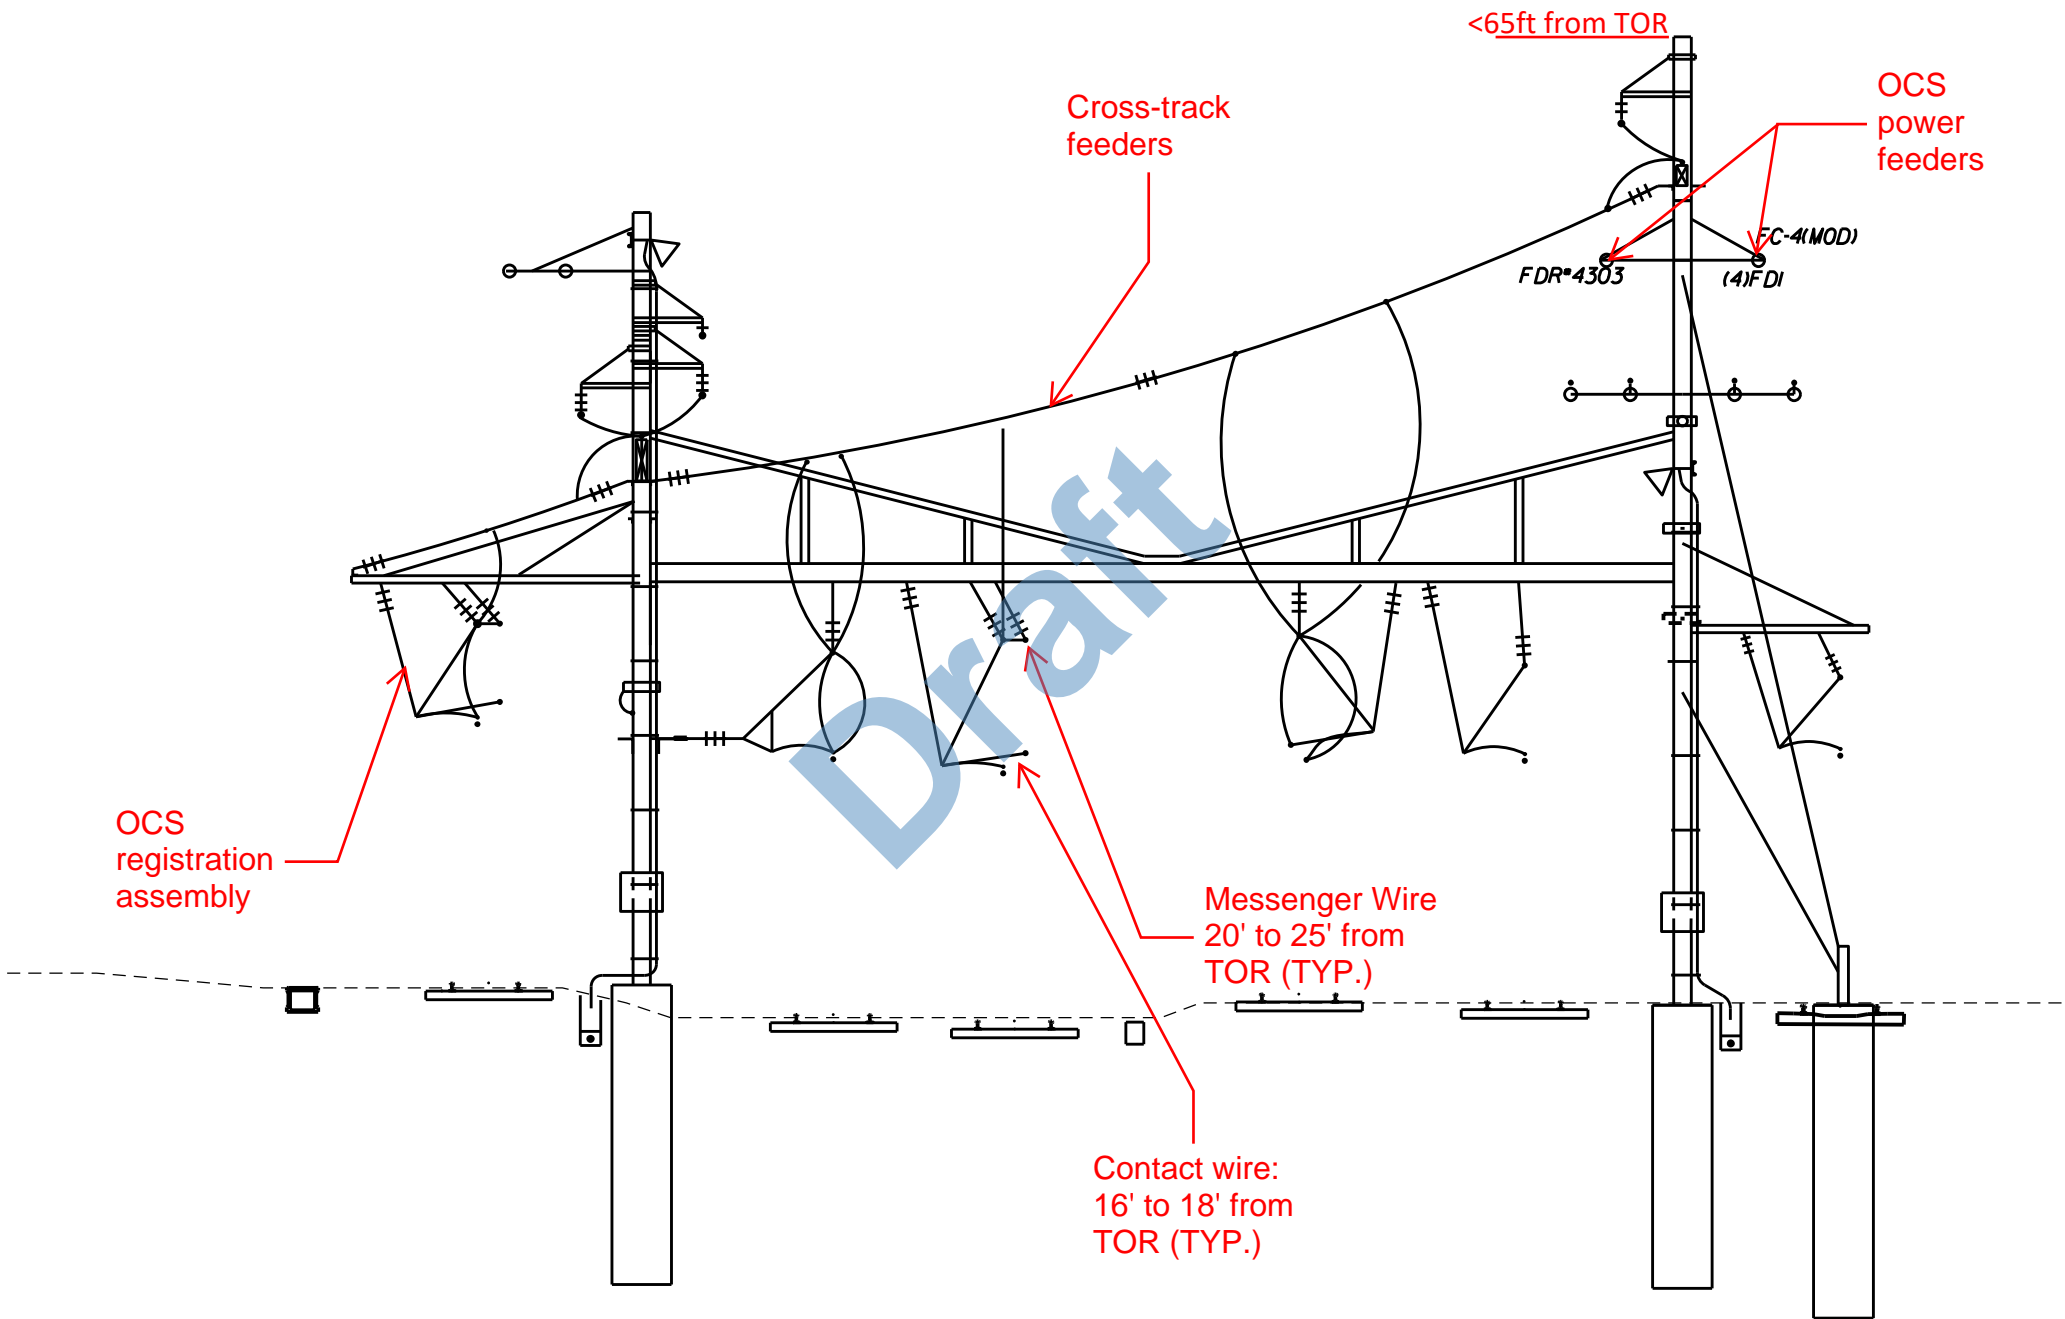 <65ft from TOR
Cross-track
feeders
OCS
power
feeders
FC-4(MOD)
FDR#4303
(4)FDI
Draft
OCS
registration
assembly
Messenger Wire
20' to 25' from
TOR (TYP.)
Contact wire:
16' to 18' from
TOR (TYP.)